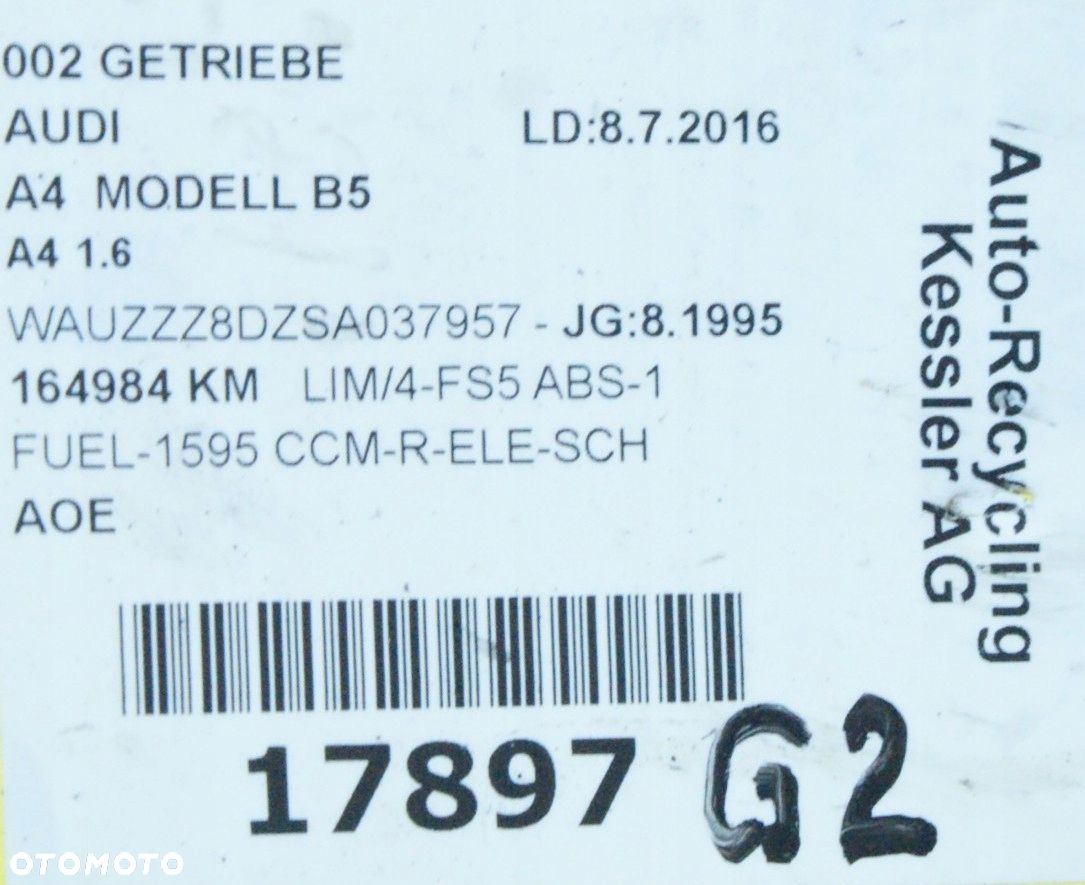 002 GETRIEBE
AUDI LD:8.7.2016
A4 MODELL B5
A4 1.6
WAUZZZ8DZSA037957 - JG:8.1995
164984 KM LIM/4-FS5 ABS-1
FUEL-1595 CCM-R-ELE-SCH
AOE
Auto-Recycling
Kessler AG
17897 G2
OTOMOTO